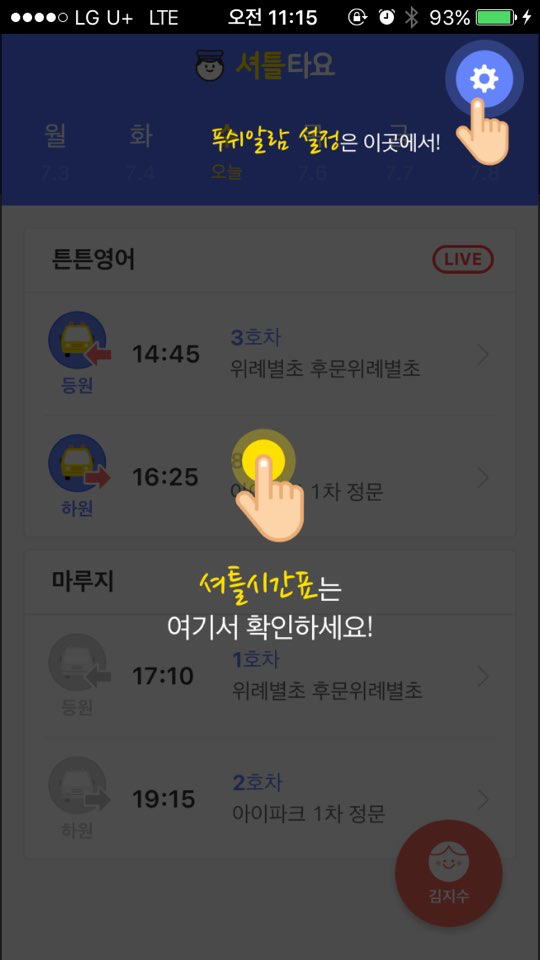 LG U+ LTE 오전 11:15 93%
셔틀타요
월 화
푸쉬알람 설정은 이곳에서!
7.3 7.4 오늘 7.6 7.7 7.8
튼튼영어 LIVE
14:45 3호차
등원 위례별초 후문위례별초
16:25
하원 1차 정문
마루지
셔틀시간표는
여기서 확인하세요!
17:10 1호차
등원 위례별초 후문위례별초
19:15 2호차
하원 아이파크 1차 정문
김지수